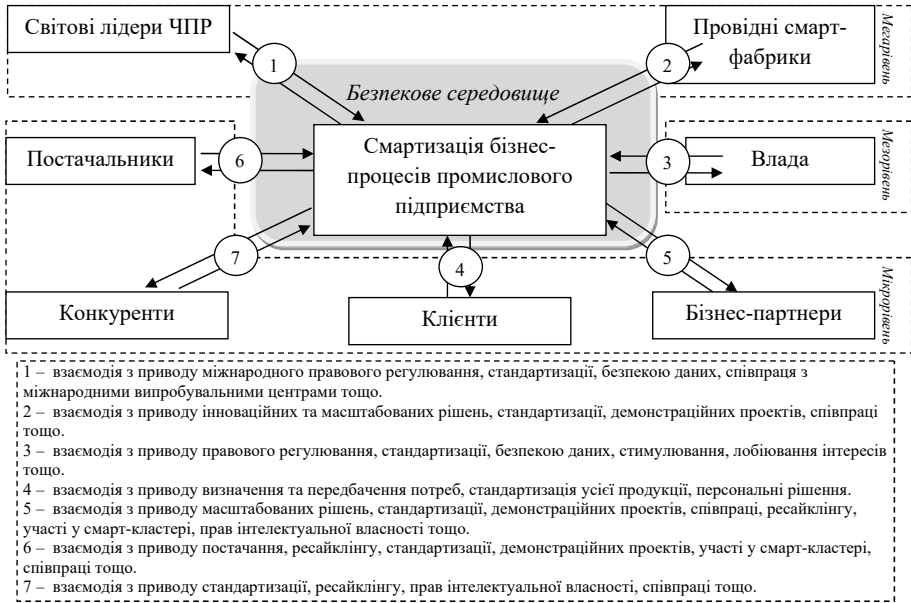 Світові лідери ЧПР
Провідні смарт-
фабрики
Мегарівень
1
2
Безпекове середовище
Постачальники
6
Смартизація бізнес-
процесів промислового
підприємства
3
Влада
Мезорівень
7
4
5
Конкуренти
Клієнти
Бізнес-партнери
Мікрорівень
1 – взаємодія з приводу міжнародного правового регулювання, стандартизації, безпекою даних, співпраця з
міжнародними випробувальними центрами тощо.
2 – взаємодія з приводу інноваційних та масштабованих рішень, стандартизації, демонстраційних проектів, співпраці
тощо.
3 – взаємодія з приводу правового регулювання, стандартизації, безпекою даних, стимулювання, лобіювання інтересів
тощо.
4 – взаємодія з приводу визначення та передбачення потреб, стандартизація усієї продукції, персональні рішення.
5 – взаємодія з приводу масштабованих рішень, стандартизації, демонстраційних проектів, співпраці, ресайклінгу,
участі у смарт-кластері, прав інтелектуальної власності тощо.
6 – взаємодія з приводу постачання, ресайклінгу, стандартизації, демонстраційних проектів, участі у смарт-кластері,
співпраці тощо.
7 – взаємодія з приводу стандартизації, ресайклінгу, прав інтелектуальної власності, співпраці тощо.